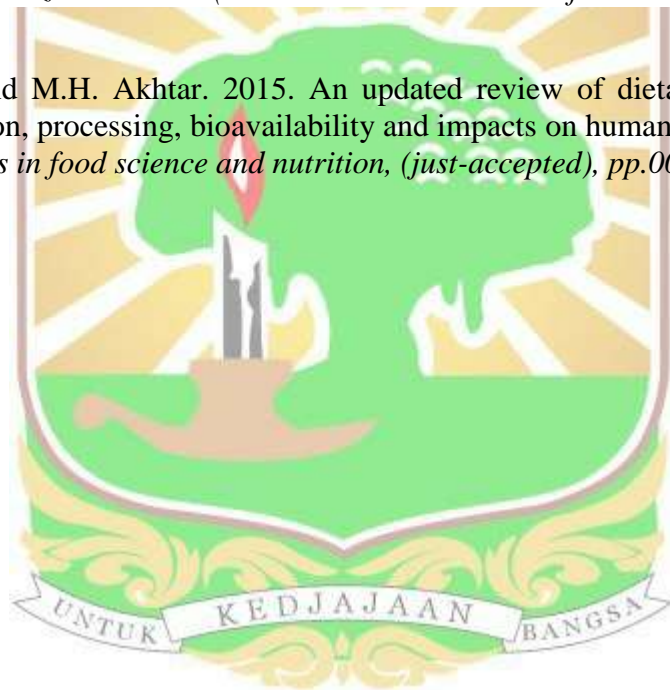 nd M.H. Akhtar. 2015. An updated review of dieta
on, processing, bioavailability and impacts on human
s in food science and nutrition, (just-accepted), pp.00
UNTUK KEDJAJAAN BANGSA